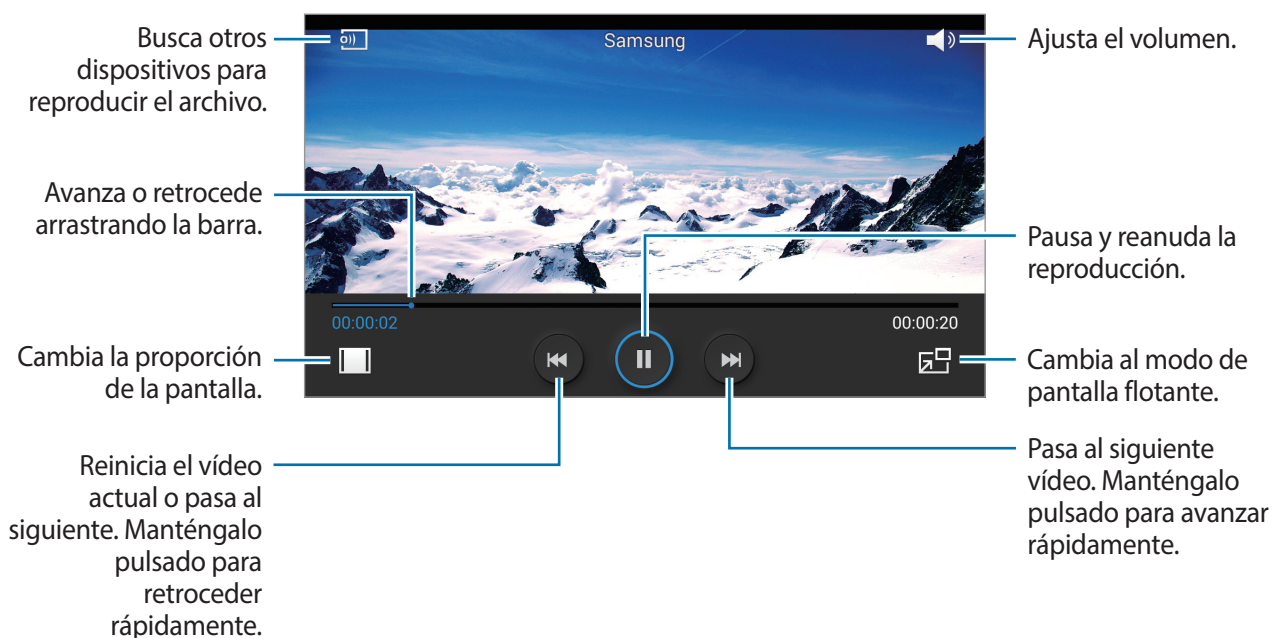 Busca otros
dispositivos para
reproducir el archivo.
Samsung
Ajusta el volumen.
Avanza o retrocede
arrastrando la barra.
Pausa y reanuda la
reproducción.
00:00:02
00:00:20
Cambia la proporción
de la pantalla.
Cambia al modo de
pantalla flotante.
Reinicia el vídeo
actual o pasa al
siguiente. Manténgalo
pulsado para
retroceder
rápidamente.
Pasa al siguiente
vídeo. Manténgalo
pulsado para avanzar
rápidamente.